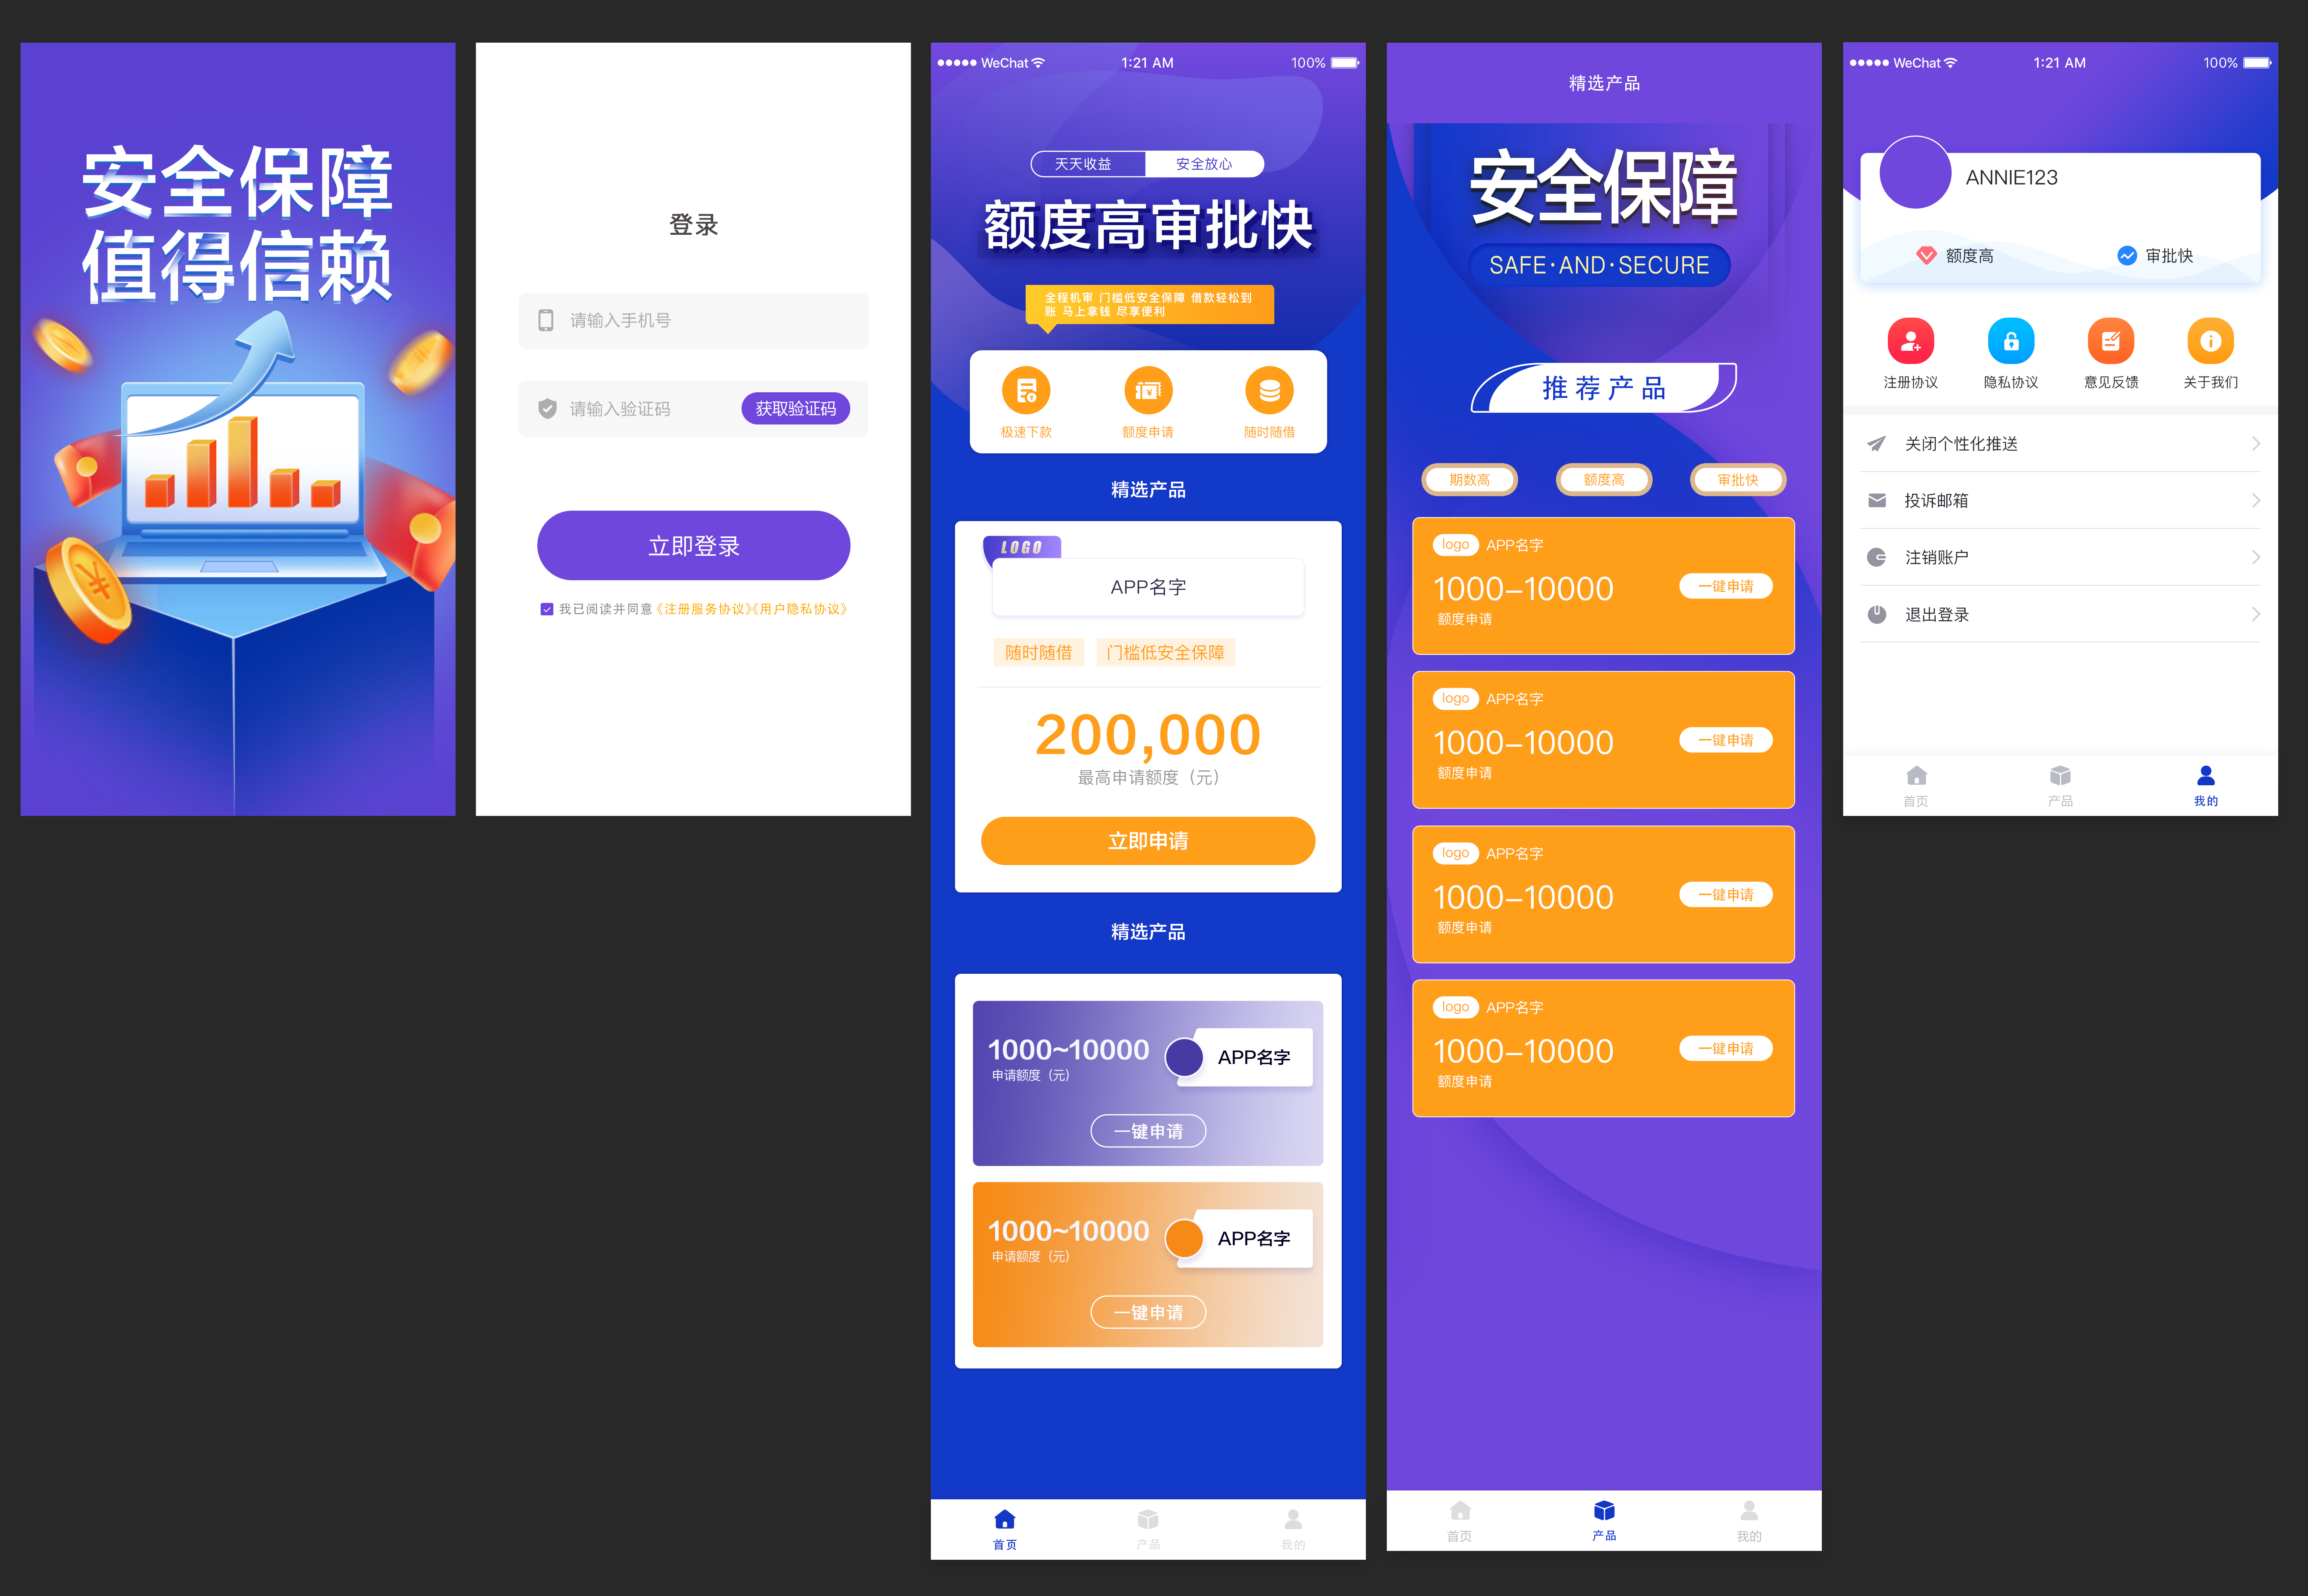 安全保障
值得信赖
登录
请输入手机号
请输入验证码
获取验证码
立即登录
我已阅读并同意《注册服务协议》《用户隐私协议》
WeChat 1:21 AM 100%
天天收益 安全放心
额度高审批快
全程机审 门槛低安全保障 借款轻松到
账 马上拿钱 尽享便利
极速下款 额度申请 随时随借
精选产品
LOGO
APP名字
随时随借 门槛低安全保障
200,000
最高申请额度（元）
立即申请
精选产品
1000~10000
申请额度（元）
APP名字
一键申请
1000~10000
申请额度（元）
APP名字
一键申请
首页 产品 我的
精选产品
安全保障
SAFE·AND·SECURE
推荐产品
期数高 额度高 审批快
logo APP名字
1000-10000 一键申请
额度申请
logo APP名字
1000-10000 一键申请
额度申请
logo APP名字
1000-10000 一键申请
额度申请
logo APP名字
1000-10000 一键申请
额度申请
首页 产品 我的
WeChat 1:21 AM 100%
ANNIE123
额度高 审批快
注册协议 隐私协议 意见反馈 关于我们
关闭个性化推送
投诉邮箱
注销账户
退出登录
首页 产品 我的